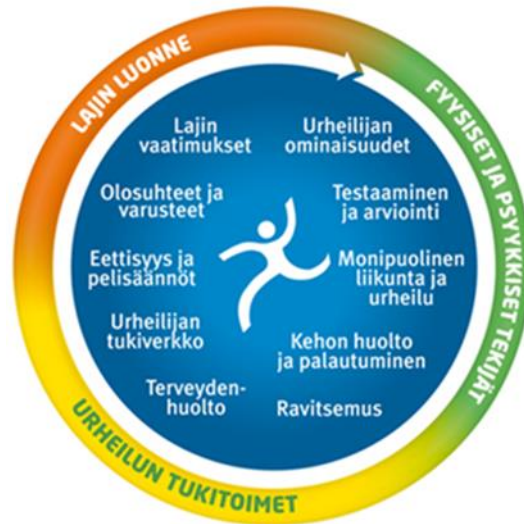 LAJIN LUONNE
FYYSISET JA PSYYKKISET TEKIJÄT
URHEILUN TUKITOIMET
Lajin
vaatimukset
Olosuhteet ja
varusteet
Eettisyys ja
pelisäännöt
Urheilijan
tukiverkko
Terveyden-
huolto
Urheilijan
ominaisuudet
Testaaminen
ja arviointi
Monipuolinen
liikunta ja
urheilu
Kehon huolto
ja palautuminen
Ravitsemus